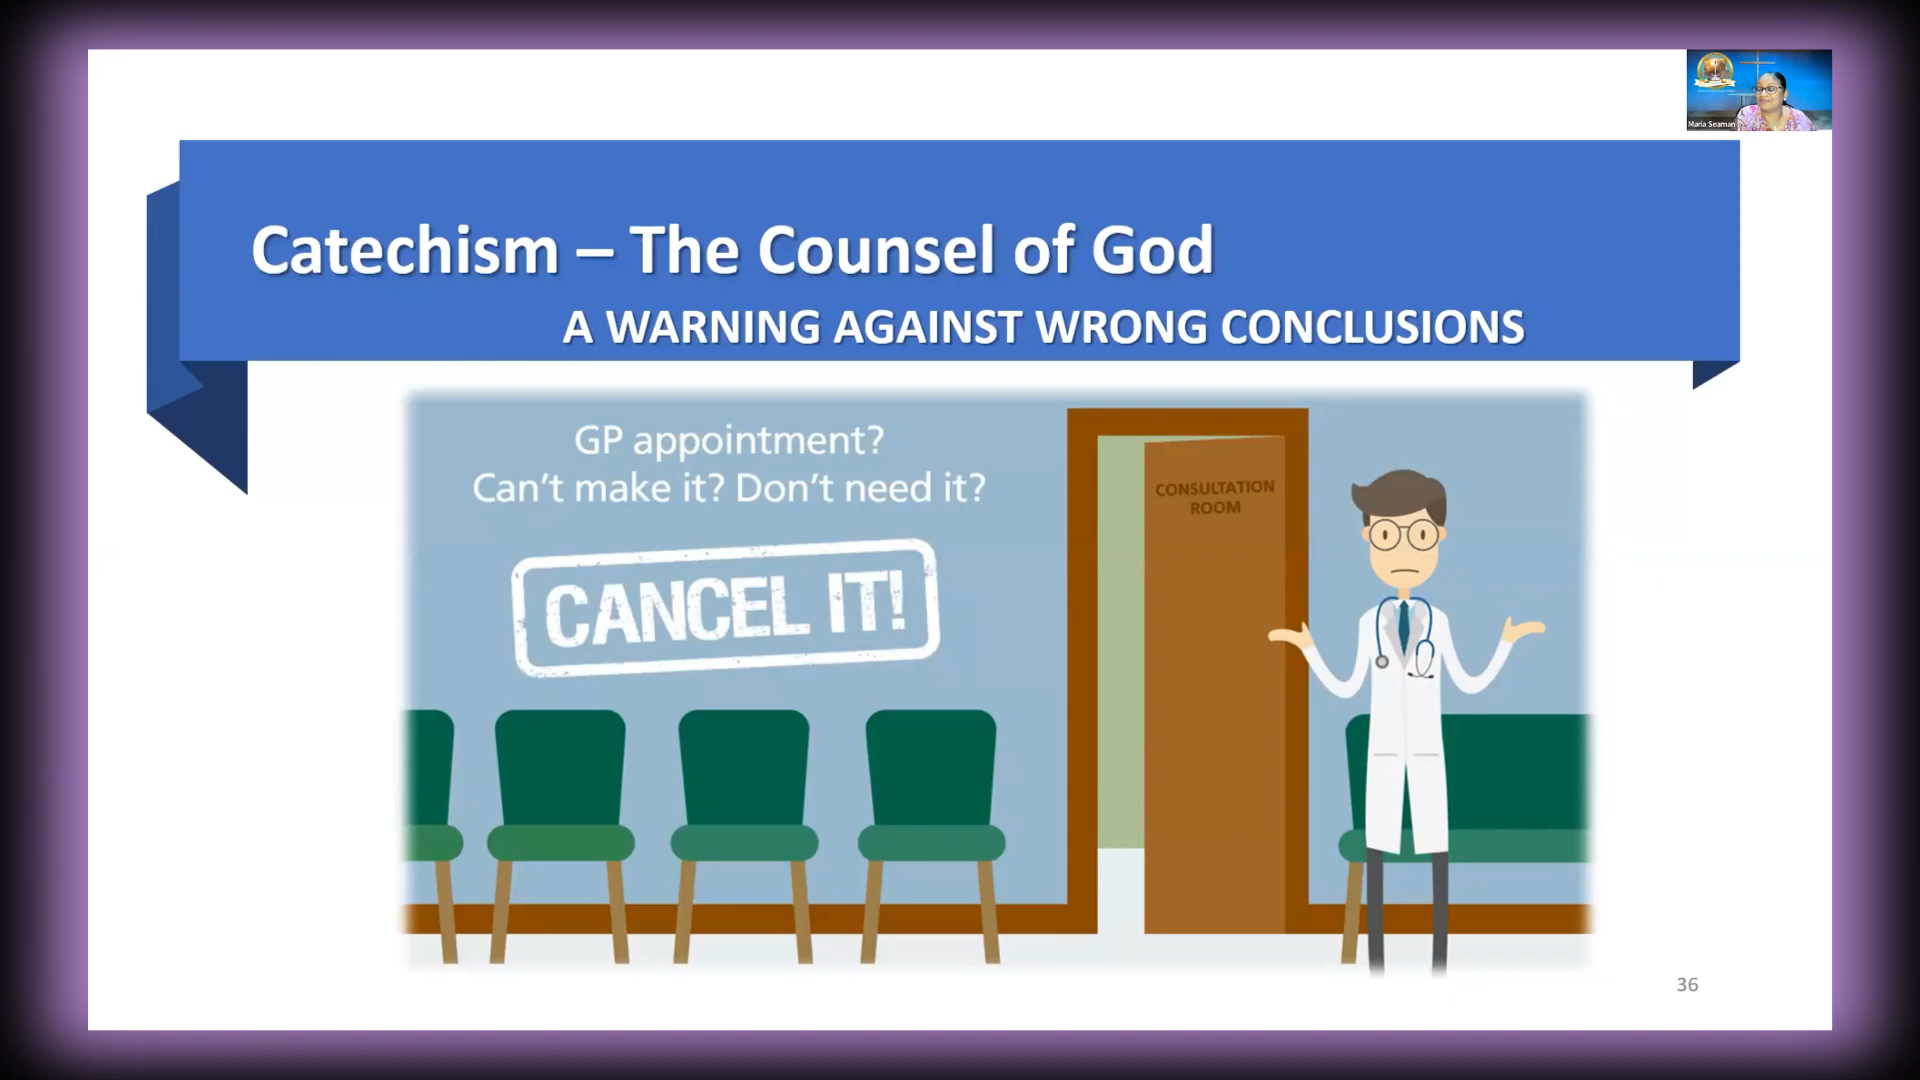 Maria Seaman
Catechism – The Counsel of God
A WARNING AGAINST WRONG CONCLUSIONS
GP appointment?
Can't make it? Don't need it?
CANCEL IT!
CONSULTATION
ROOM
36